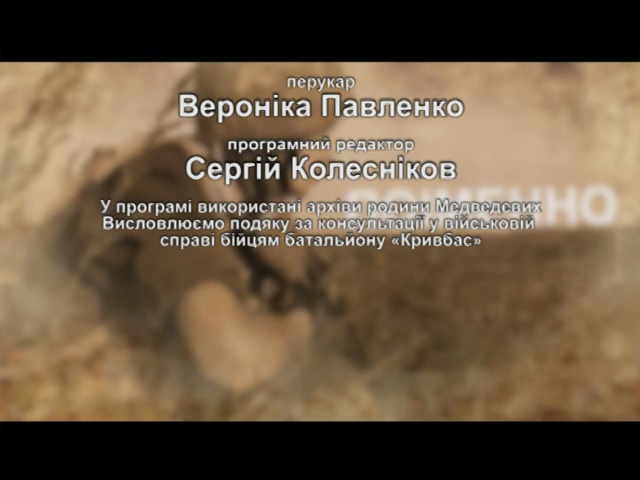 перукар
Вероніка Павленко
програмний редактор
Сергій Колесніков
У програмі використані архіви родини Медведєвих
Висловлюємо подяку за консультації у військовій
справі бійцям батальйону «Кривбас»